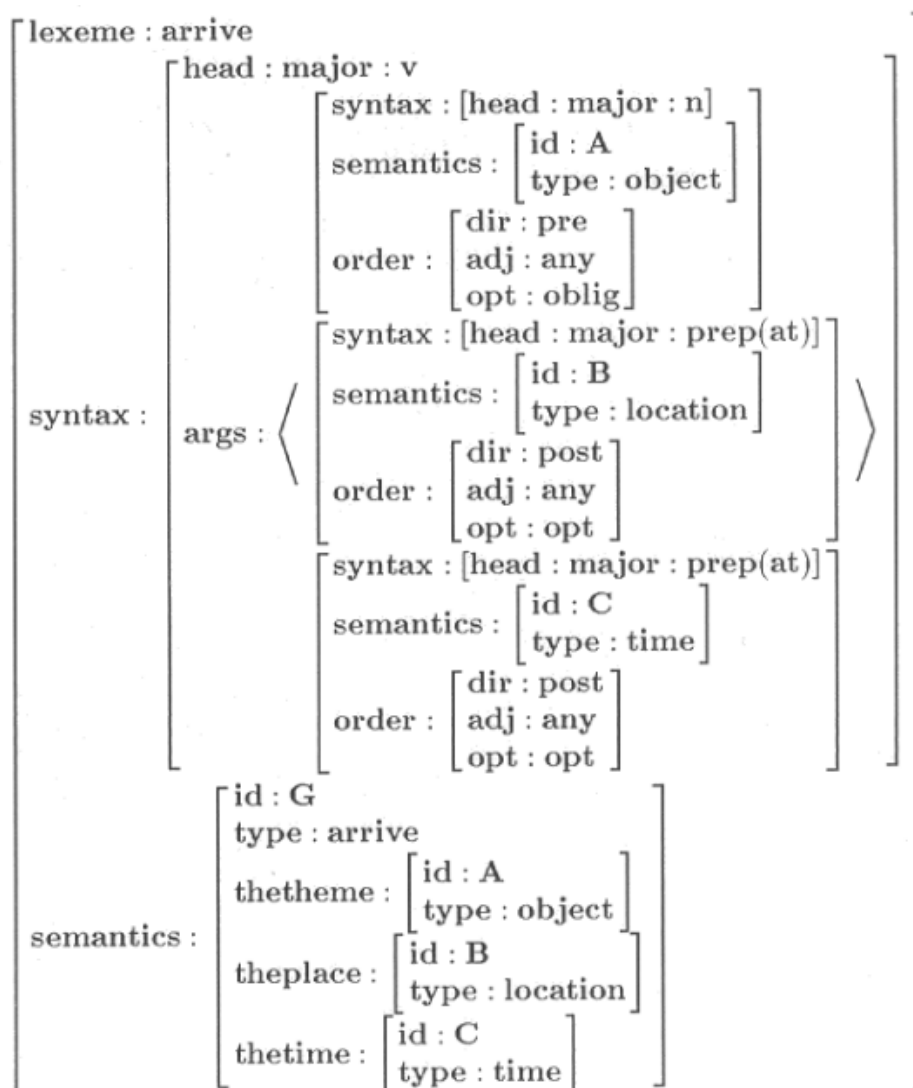 lexeme : arrive
head : major : v
syntax : [head : major : n]
semantics : [id : A
type : object]
order : [dir : pre
adj : any
opt : oblig]
syntax : [head : major : prep(at)]
semantics : [id : B
type : location]
syntax : args : ⟨ ⟩
order : [dir : post
adj : any
opt : opt]
syntax : [head : major : prep(at)]
semantics : [id : C
type : time]
order : [dir : post
adj : any
opt : opt]
id : G
type : arrive
thetheme : [id : A
type : object]
semantics :
theplace : [id : B
type : location]
thetime : [id : C
type : time]